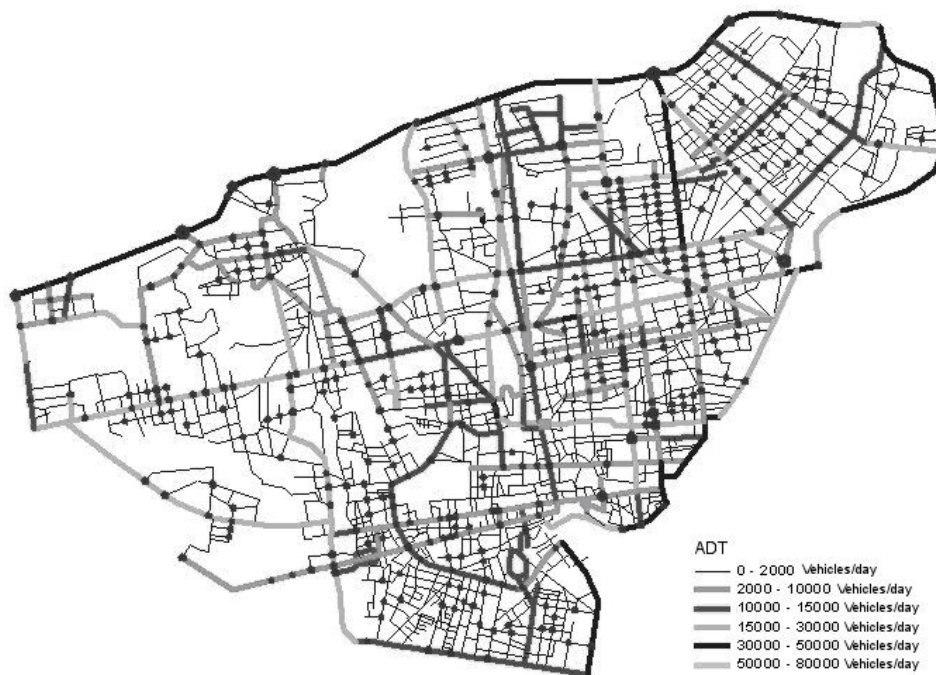 ADT
0 - 2000 Vehicles/day
2000 - 10000 Vehicles/day
10000 - 15000 Vehicles/day
15000 - 30000 Vehicles/day
30000 - 50000 Vehicles/day
50000 - 80000 Vehicles/day